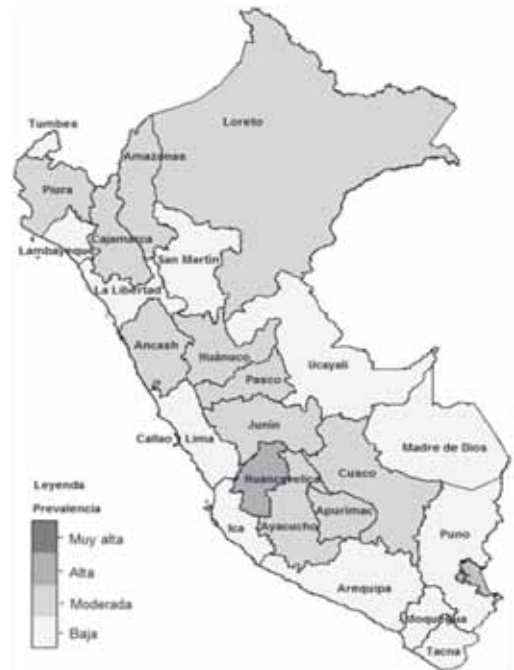 Tumbes
Loreto
Amazonas
Piura
Cajamarca
Lambayeque
San Martín
La Libertad
Ancash
Huánuco
Ucayali
Pasco
Junín
Callao
Lima
Madre de Dios
Cusco
Huancavelica
Apurimac
Ica
Ayacucho
Puno
Arequipa
Moquegua
Tacna
Leyenda
Prevalencia
Muy alta
Alta
Moderada
Baja